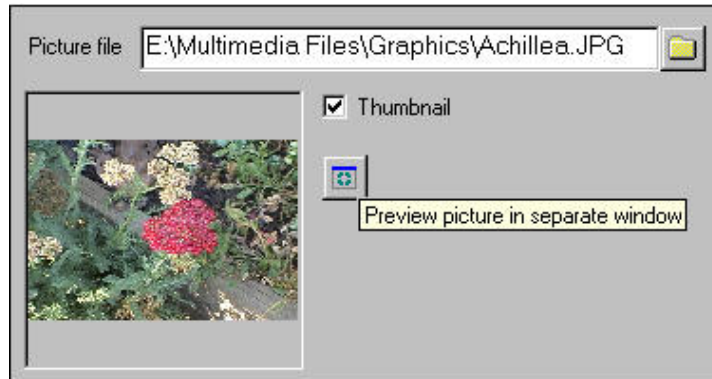 Picture file E:\Multimedia Files\Graphics\Achillea.JPG
Thumbnail
Preview picture in separate window